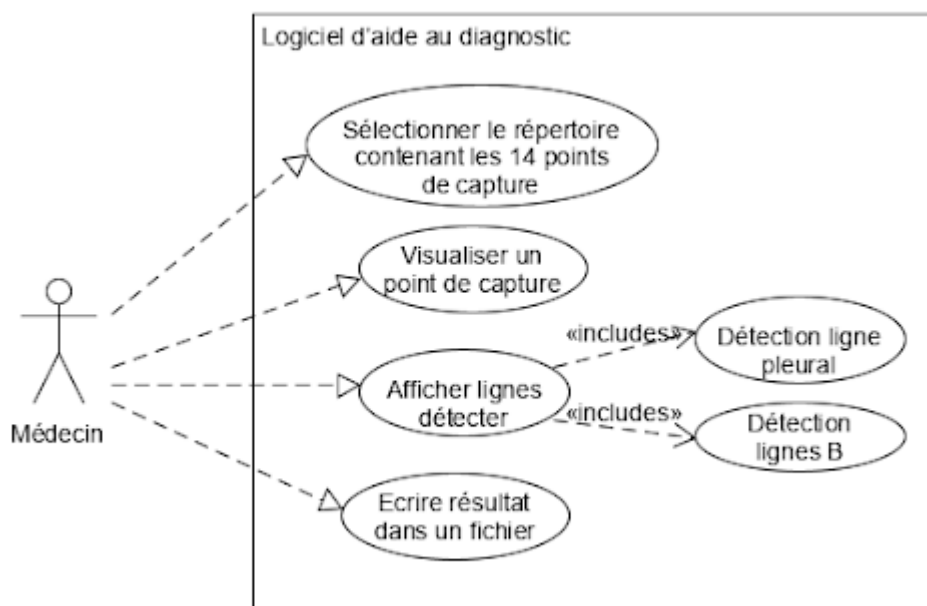 Logiciel d'aide au diagnostic
Sélectionner le répertoire
contenant les 14 points
de capture
Visualiser un
point de capture
«includes»
Détection ligne
pleural
Afficher lignes
détecter
«includes»
Détection
lignes B
Médecin
Ecrire résultat
dans un fichier